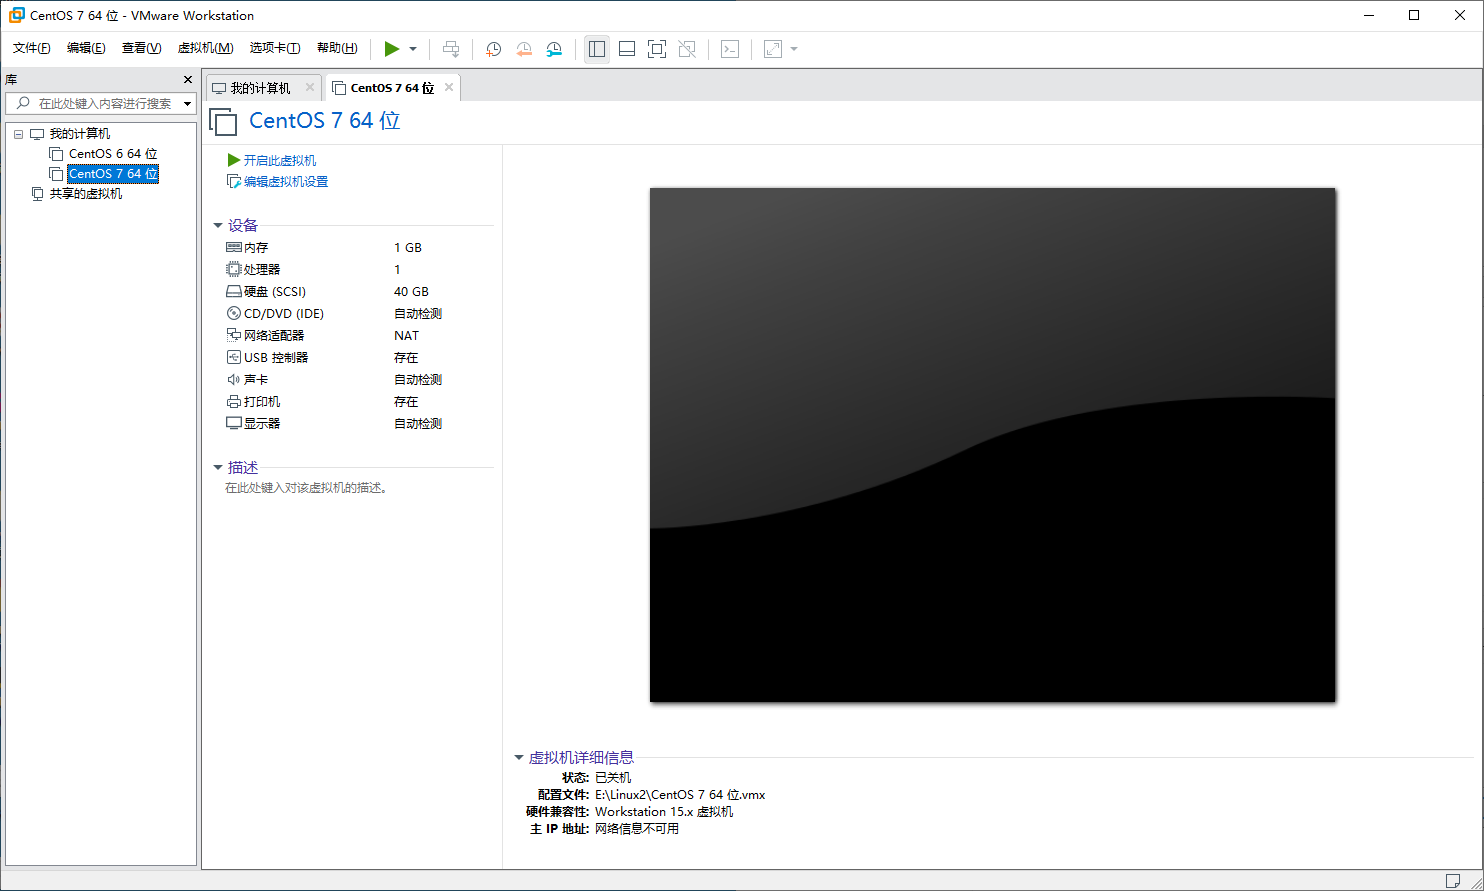 CentOS 7 64 位 - VMware Workstation
文件(F) 编辑(E) 查看(V) 虚拟机(M) 选项卡(T) 帮助(H)
库
在此处键入内容进行搜索
我的计算机
CentOS 6 64 位
CentOS 7 64 位
共享的虚拟机
我的计算机 CentOS 7 64 位
CentOS 7 64 位
开启此虚拟机
编辑虚拟机设置
设备
内存 1 GB
处理器 1
硬盘 (SCSI) 40 GB
CD/DVD (IDE) 自动检测
网络适配器 NAT
USB 控制器 存在
声卡 自动检测
打印机 存在
显示器 自动检测
描述
在此处键入对该虚拟机的描述。
虚拟机详细信息
状态: 已关机
配置文件: E:\Linux2\CentOS 7 64 位.vmx
硬件兼容性: Workstation 15.x 虚拟机
主 IP 地址: 网络信息不可用